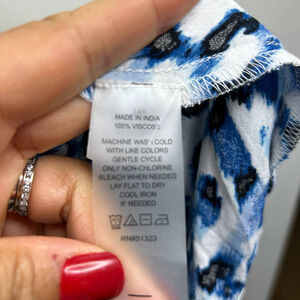 MADE IN INDIA
100% VISCOSE
MACHINE WASH COLD
WITH LIKE COLORS
GENTLE CYCLE
ONLY NON-CHLORINE
BLEACH WHEN NEEDED
LAY FLAT TO DRY
COOL IRON
IF NEEDED
RN#51323